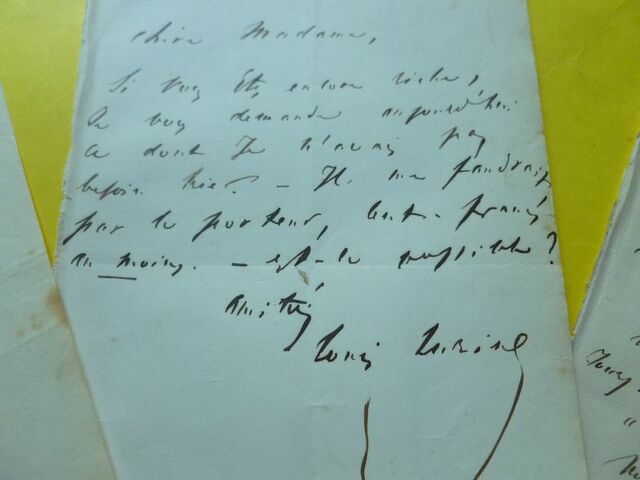 chère Madame,
Si vous êtes encore riche,
Je vous demande aujourd'hui
ce dont Je n'avais pas
besoin hier. - Il me faudrait,
par le porteur, cent francs
au moins. - est-ce possible?
amitiés
Louis Lurine